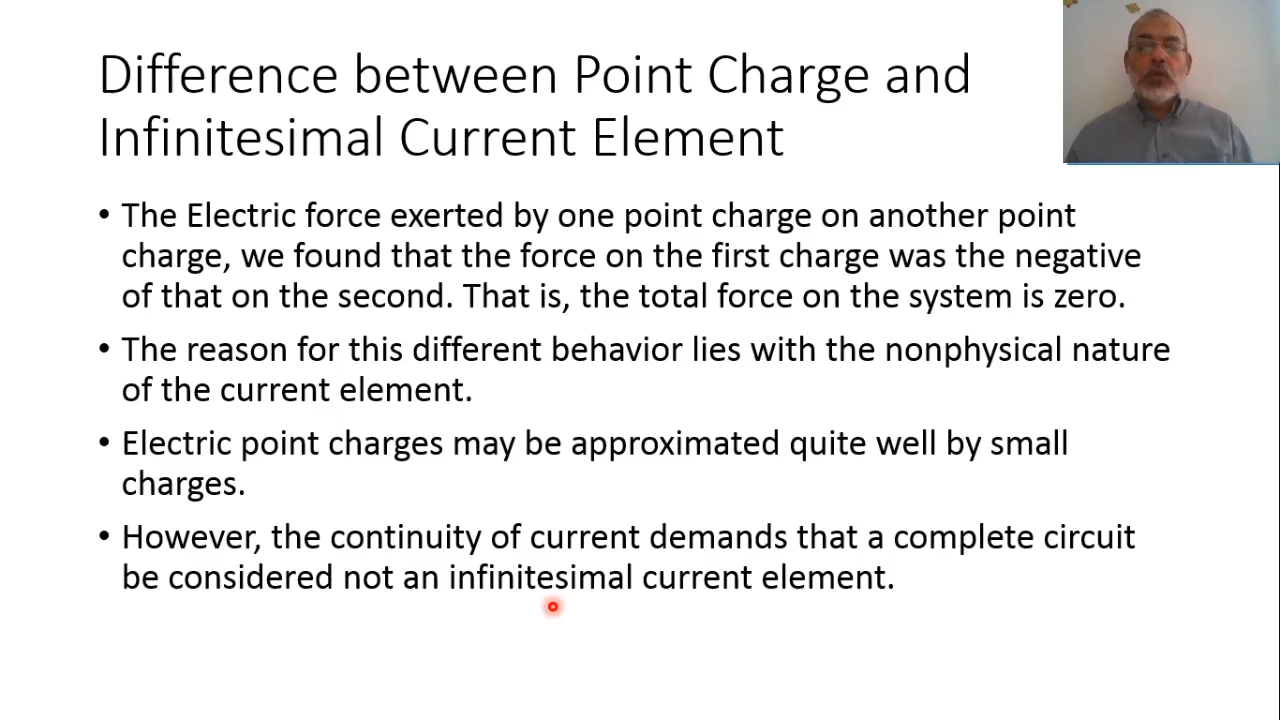 Difference between Point Charge and
Infinitesimal Current Element
• The Electric force exerted by one point charge on another point
charge, we found that the force on the first charge was the negative
of that on the second. That is, the total force on the system is zero.
• The reason for this different behavior lies with the nonphysical nature
of the current element.
• Electric point charges may be approximated quite well by small
charges.
• However, the continuity of current demands that a complete circuit
be considered not an infinitesimal current element.